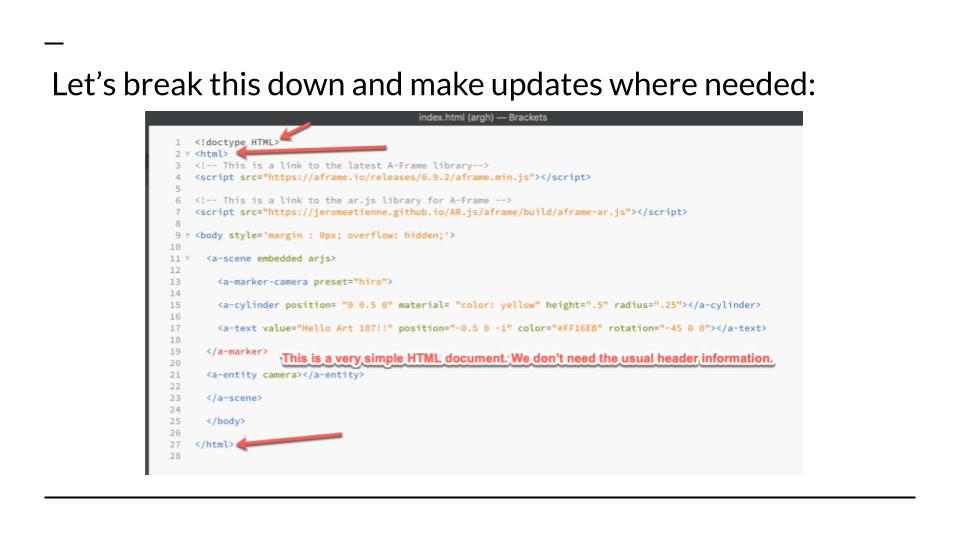 Let's break this down and make updates where needed:
index.html (argh) — Brackets
1 <!doctype HTML>
2 <html>
3 <!-- This is a link to the latest A-Frame library-->
4 <script src="https://aframe.io/releases/0.9.2/aframe.min.js"></script>
5
6 <!-- This is a link to the ar.js library for A-Frame -->
7 <script src="https://jeromeetienne.github.io/AR.js/aframe/build/aframe-ar.js"></script>
8
9 <body style='margin : 0px; overflow: hidden;'>
10
11 <a-scene embedded arjs>
12
13 <a-marker-camera preset="hiro">
14
15 <a-cylinder position= "0 0.5 0" material= "color: yellow" height=".5" radius=".25"></a-cylinder>
16
17 <a-text value="Hello Art 107!!" position="-0.5 0 -1" color="#FF16EB" rotation="-45 0 0"></a-text>
18
19 </a-marker>
This is a very simple HTML document. We don't need the usual header information.
20
21 <a-entity camera></a-entity>
22
23 </a-scene>
24
25 </body>
26
27 </html>
28